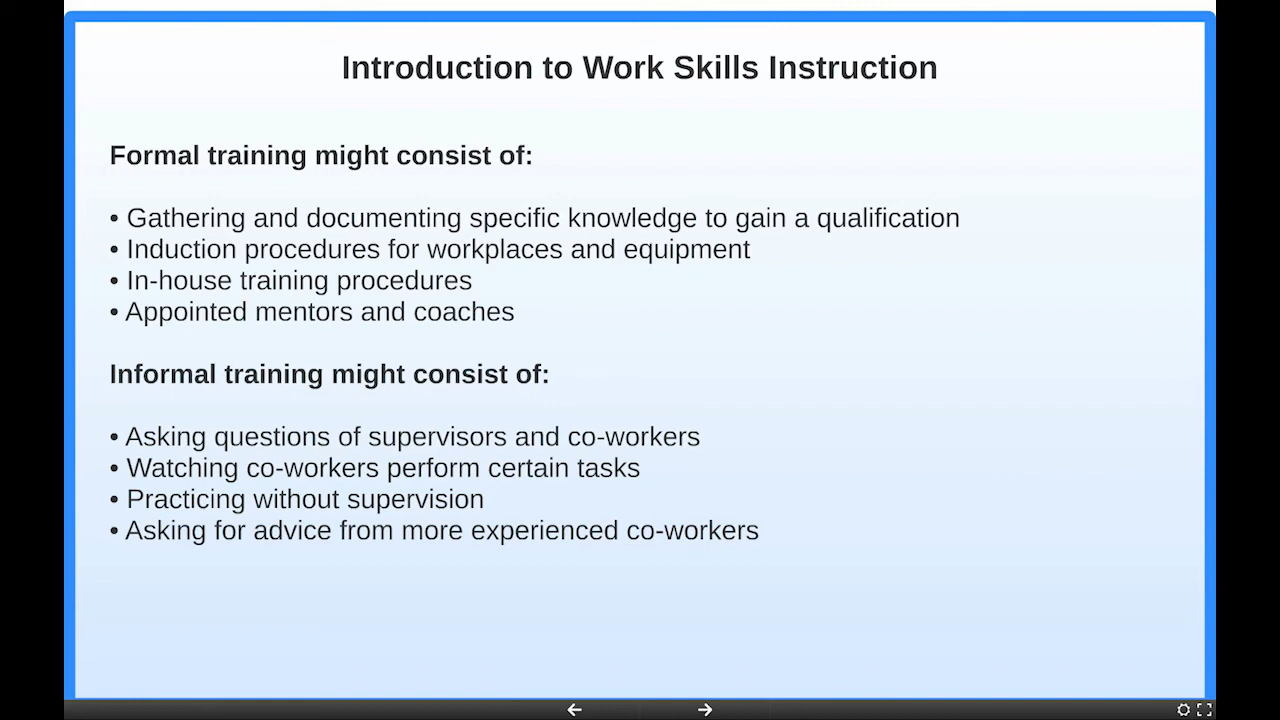 Introduction to Work Skills Instruction
Formal training might consist of:
• Gathering and documenting specific knowledge to gain a qualification
• Induction procedures for workplaces and equipment
• In-house training procedures
• Appointed mentors and coaches
Informal training might consist of:
• Asking questions of supervisors and co-workers
• Watching co-workers perform certain tasks
• Practicing without supervision
• Asking for advice from more experienced co-workers